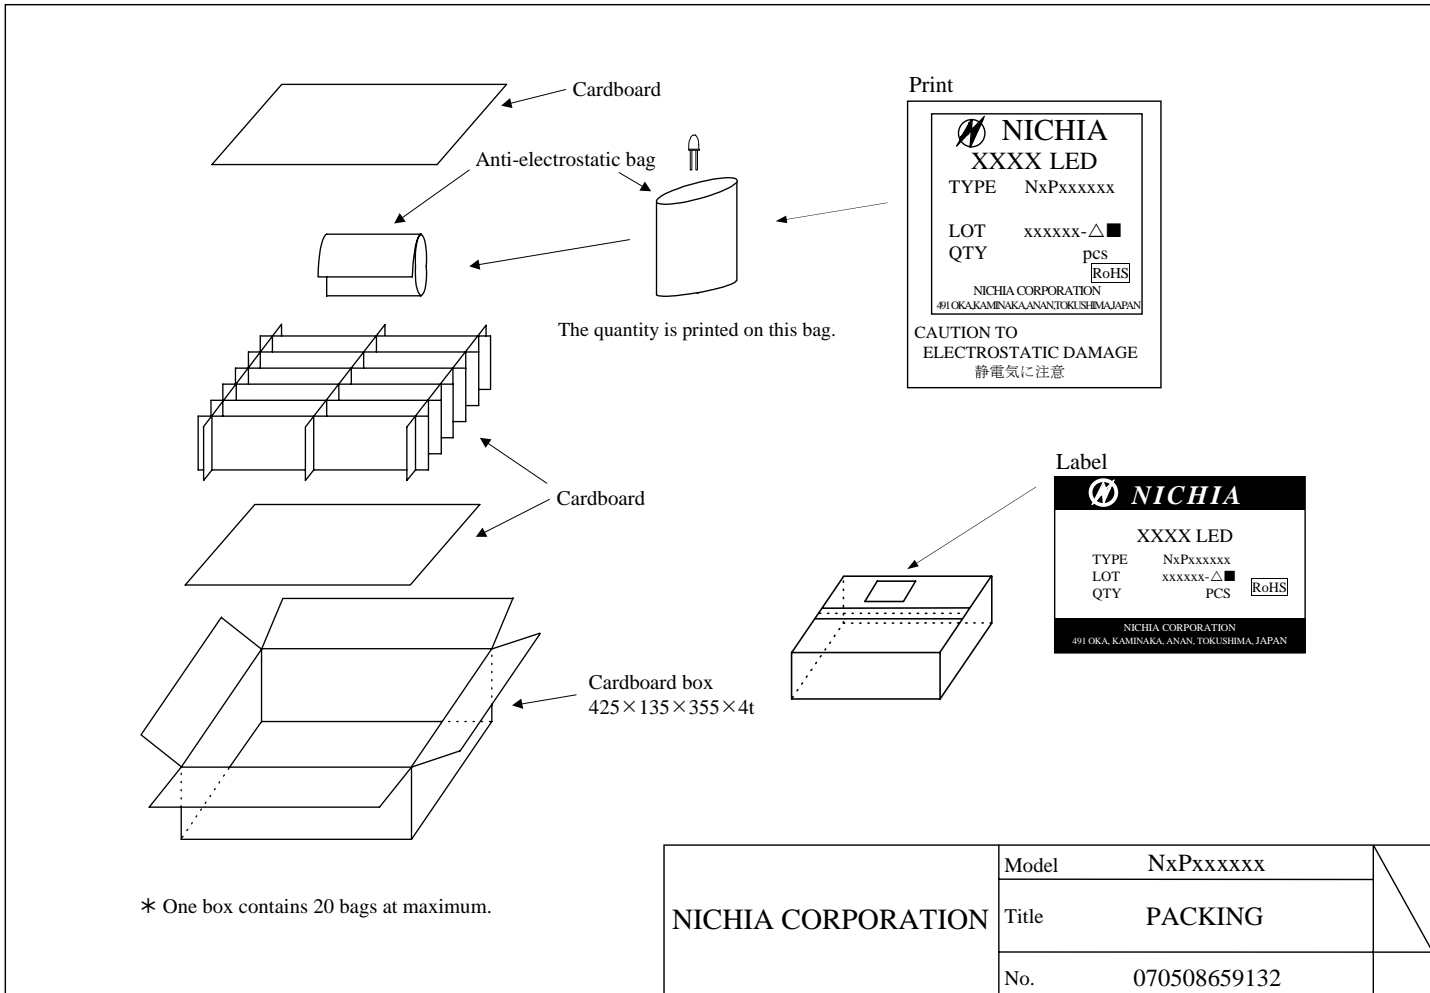 Cardboard
Anti-electrostatic bag
Print
NICHIA
XXXX LED
TYPE NxPxxxxxx
LOT xxxxxx-△■
QTY pcs
RoHS
NICHIA CORPORATION
491 OKA,KAMINAKA,ANAN,TOKUSHIMA,JAPAN
CAUTION TO
ELECTROSTATIC DAMAGE
静電気に注意
The quantity is printed on this bag.
Cardboard
Label
NICHIA
XXXX LED
TYPE NxPxxxxxx
LOT xxxxxx-△■
QTY PCS
RoHS
NICHIA CORPORATION
491 OKA, KAMINAKA, ANAN, TOKUSHIMA, JAPAN
Cardboard box
425×135×355×4t
* One box contains 20 bags at maximum.
NICHIA CORPORATION
Model NxPxxxxxx
Title PACKING
No. 070508659132